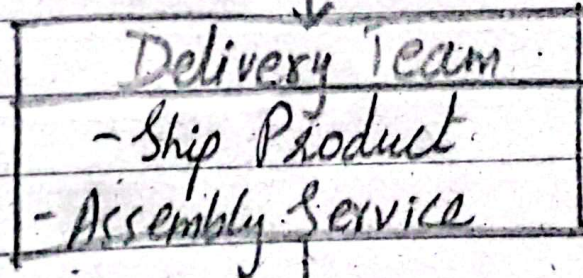 Delivery Team
- Ship Product
- Assembly Service